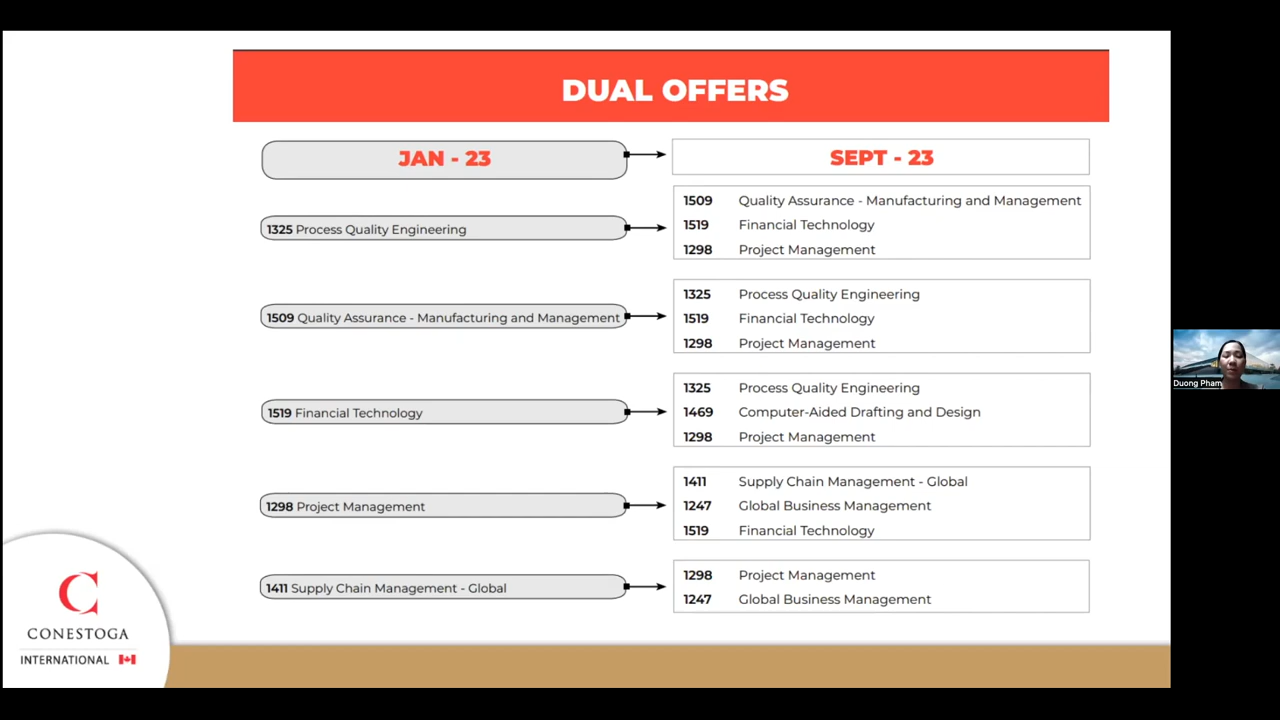 DUAL OFFERS
JAN - 23
SEPT - 23
1325 Process Quality Engineering
1509 Quality Assurance - Manufacturing and Management
1519 Financial Technology
1298 Project Management
1509 Quality Assurance - Manufacturing and Management
1325 Process Quality Engineering
1519 Financial Technology
1298 Project Management
1519 Financial Technology
1325 Process Quality Engineering
1469 Computer-Aided Drafting and Design
1298 Project Management
1298 Project Management
1411 Supply Chain Management - Global
1247 Global Business Management
1519 Financial Technology
1411 Supply Chain Management - Global
1298 Project Management
1247 Global Business Management
C
CONESTOGA
INTERNATIONAL
Duong Pham